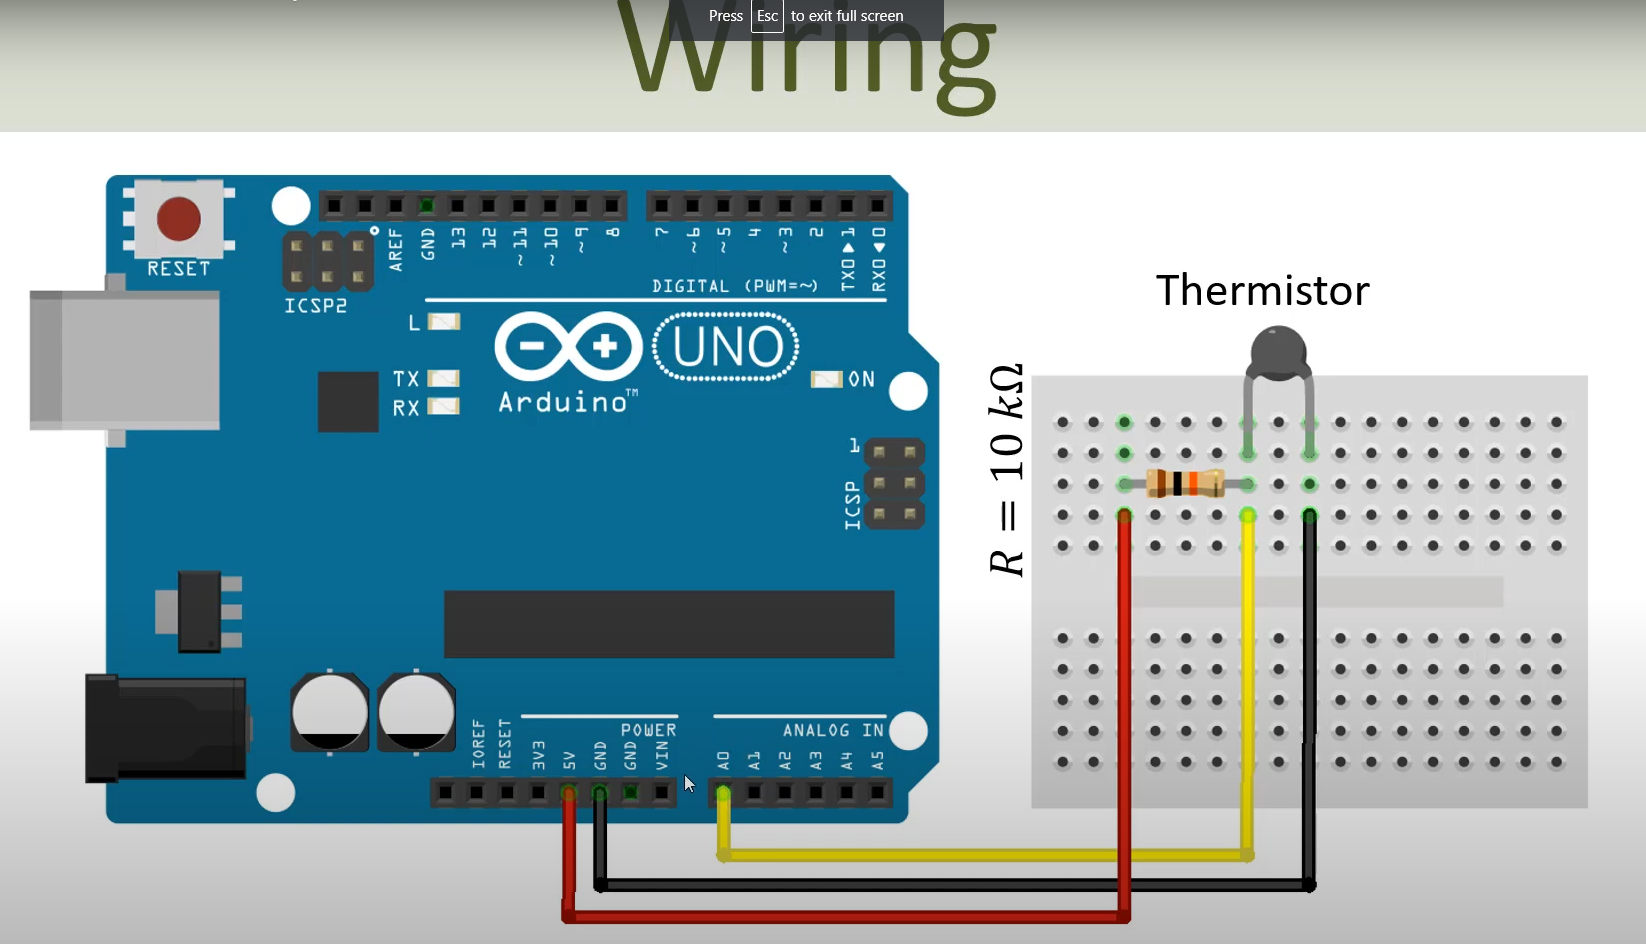 Press Esc to exit full screen
Wiring
RESET
ICSP2
AREF
GND
13
12
~11
~10
~9
8
7
~6
~5
4
~3
2
TX0▶1
RX0◀0
DIGITAL (PWM=~)
L
TX
RX
Arduino™
UNO
ON
1
ICSP
IOREF
RESET
3V3
5V
GND
GND
VIN
POWER
ANALOG IN
A0
A1
A2
A3
A4
A5
Thermistor
R = 10 kΩ